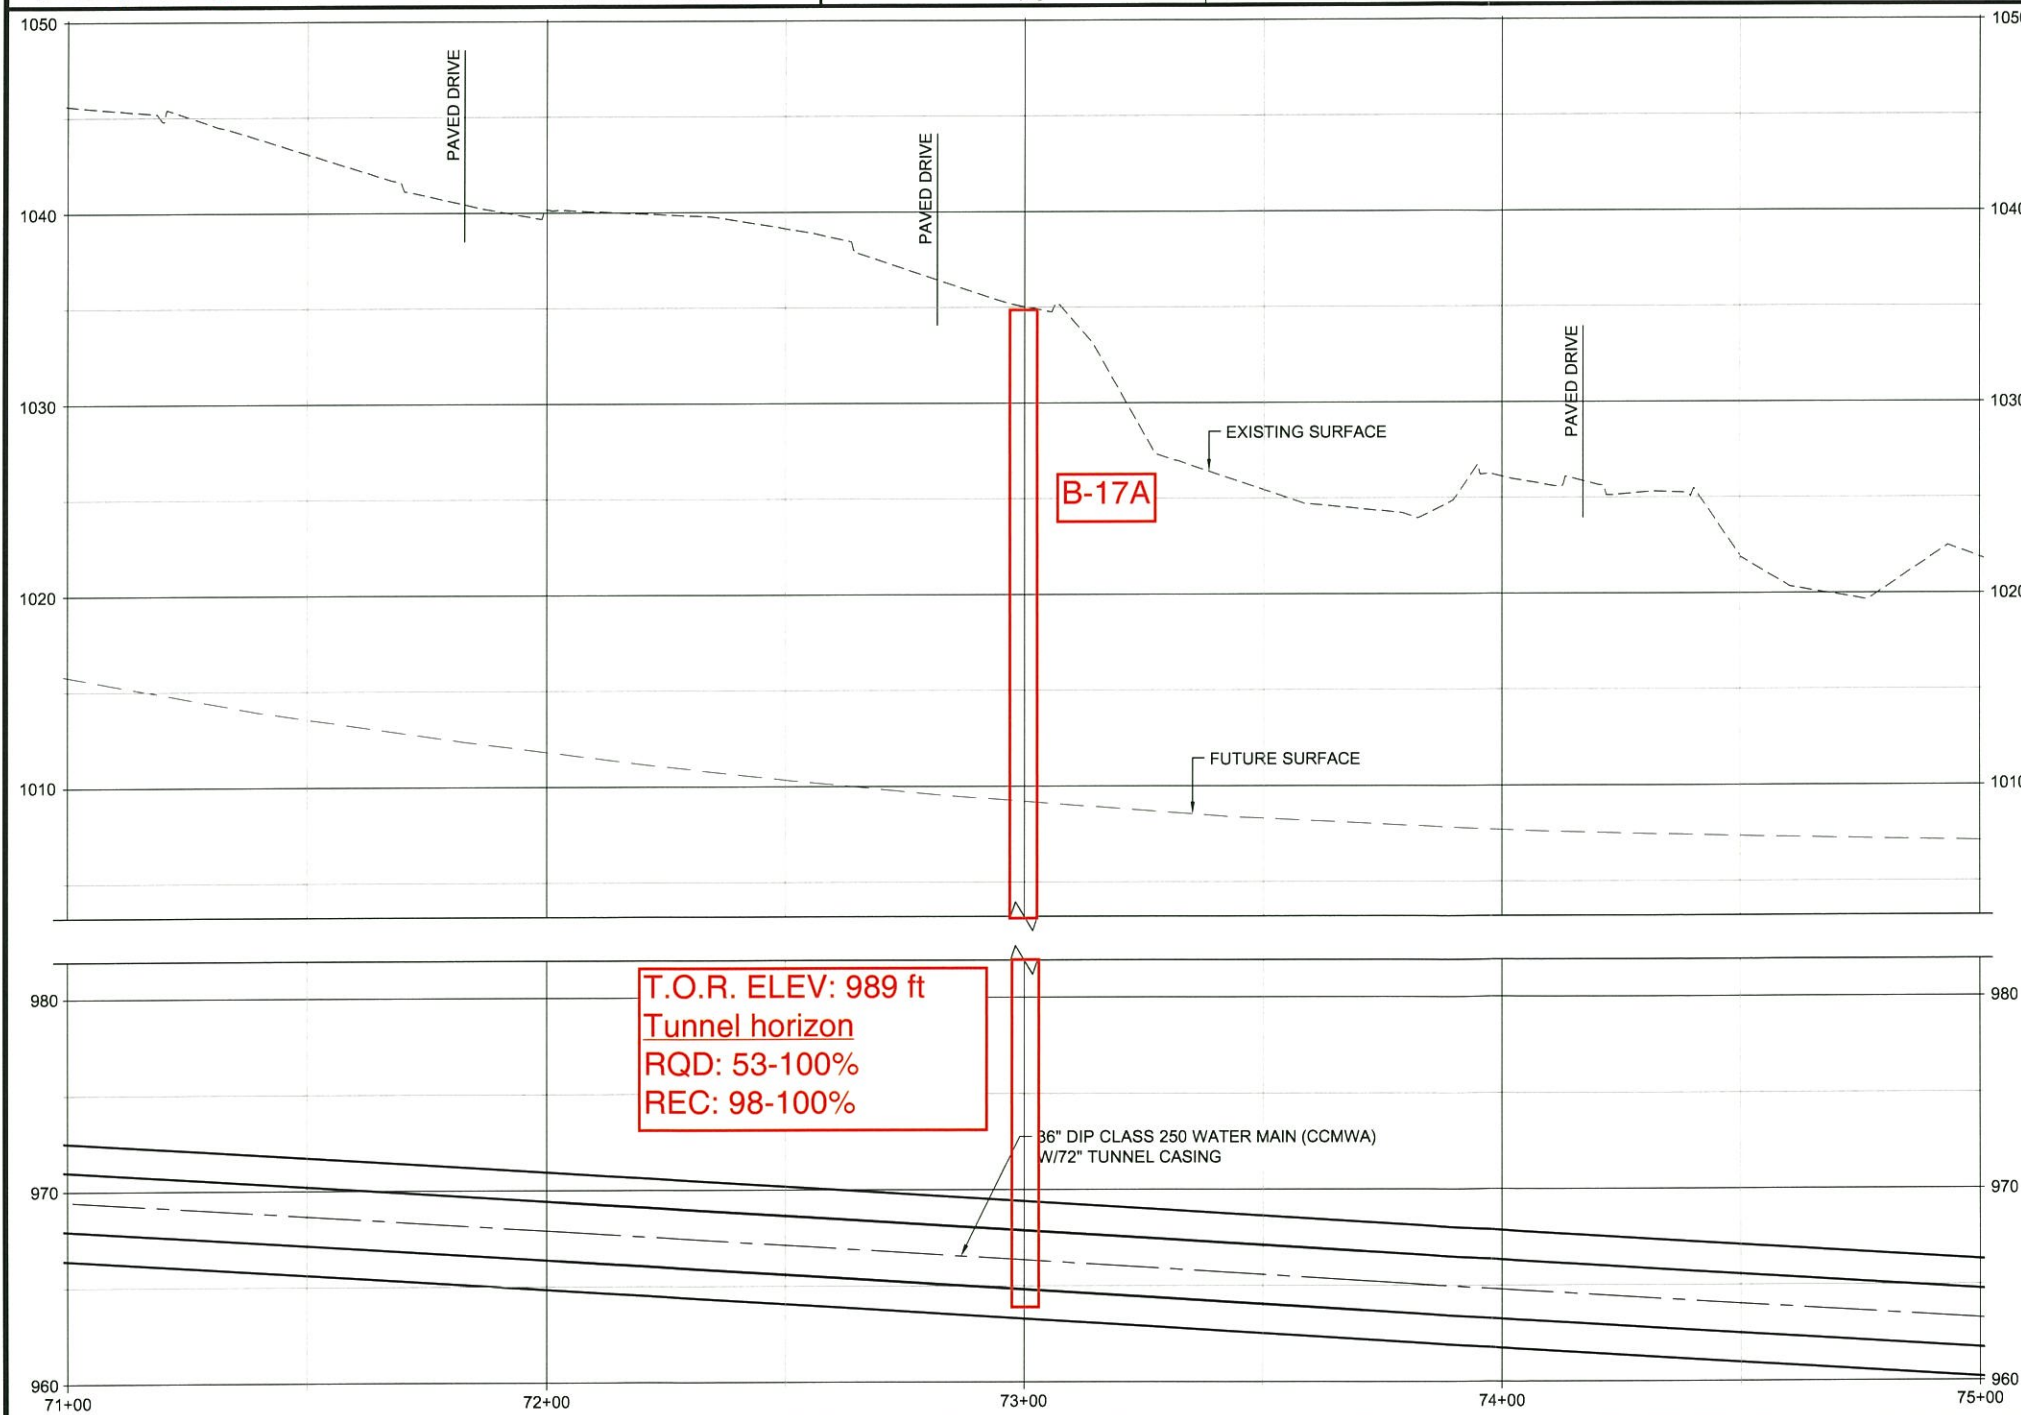 1050
1050
PAVED DRIVE
PAVED DRIVE
1040
1040
PAVED DRIVE
1030
1030
EXISTING SURFACE
B-17A
1020
1020
FUTURE SURFACE
1010
1010
T.O.R. ELEV: 989 ft
Tunnel horizon
RQD: 53-100%
REC: 98-100%
980
980
36" DIP CLASS 250 WATER MAIN (CCMWA)
W/72" TUNNEL CASING
970
970
960
960
71+00
72+00
73+00
74+00
75+00